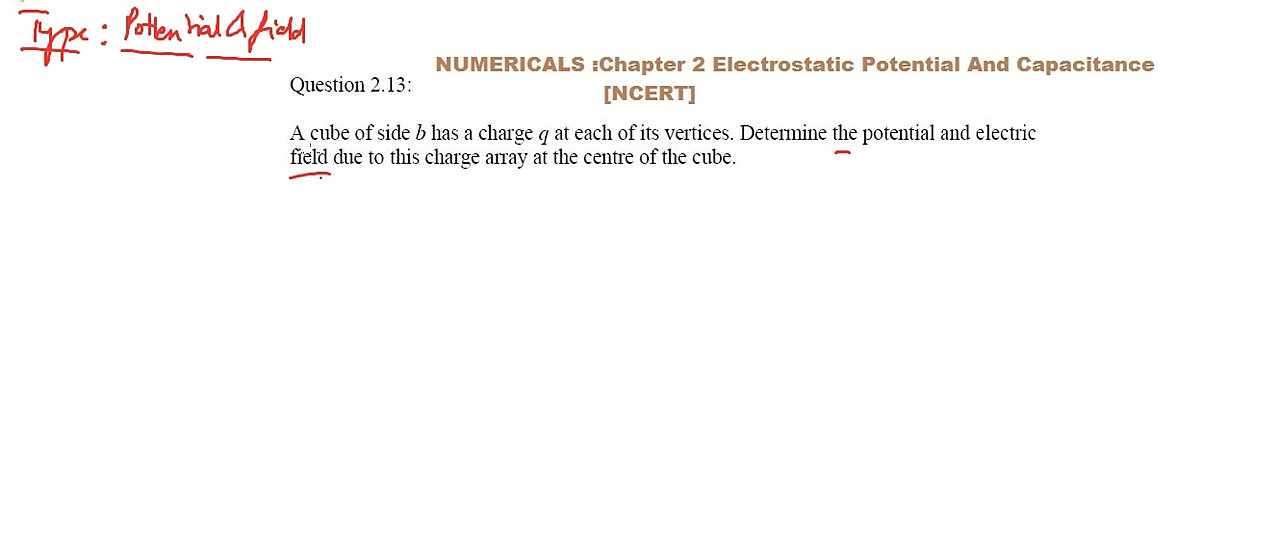 Type : Potential & field
NUMERICALS :Chapter 2 Electrostatic Potential And Capacitance
[NCERT]
Question 2.13:
A cube of side b has a charge q at each of its vertices. Determine the potential and electric
field due to this charge array at the centre of the cube.